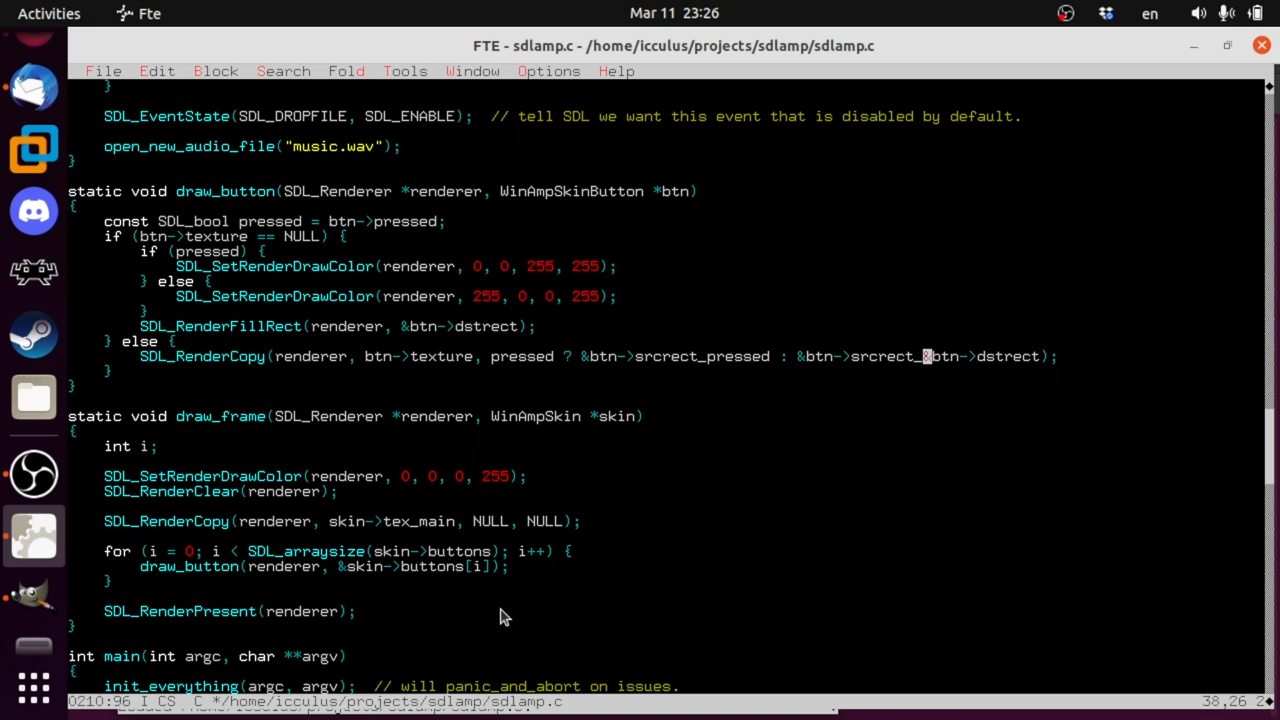 Activities Fte Mar 11 23:26 en
FTE - sdlamp.c - /home/icculus/projects/sdlamp/sdlamp.c
File Edit Block Search Fold Tools Window Options Help
}
SDL_EventState(SDL_DROPFILE, SDL_ENABLE); // tell SDL we want this event that is disabled by default.
open_new_audio_file("music.wav");
}
static void draw_button(SDL_Renderer *renderer, WinAmpSkinButton *btn)
{
const SDL_bool pressed = btn->pressed;
if (btn->texture == NULL) {
if (pressed) {
SDL_SetRenderDrawColor(renderer, 0, 0, 255, 255);
} else {
SDL_SetRenderDrawColor(renderer, 255, 0, 0, 255);
}
SDL_RenderFillRect(renderer, &btn->dstrect);
} else {
SDL_RenderCopy(renderer, btn->texture, pressed ? &btn->srcrect_pressed : &btn->srcrect_&btn->dstrect);
}
}
static void draw_frame(SDL_Renderer *renderer, WinAmpSkin *skin)
{
int i;
SDL_SetRenderDrawColor(renderer, 0, 0, 0, 255);
SDL_RenderClear(renderer);
SDL_RenderCopy(renderer, skin->tex_main, NULL, NULL);
for (i = 0; i < SDL_arraysize(skin->buttons); i++) {
draw_button(renderer, &skin->buttons[i]);
}
SDL_RenderPresent(renderer);
}
int main(int argc, char **argv)
{
init_everything(argc, argv); // will panic_and_abort on issues.
0210:96 I CS C */home/icculus/projects/sdlamp/sdlamp.c 38,26 2